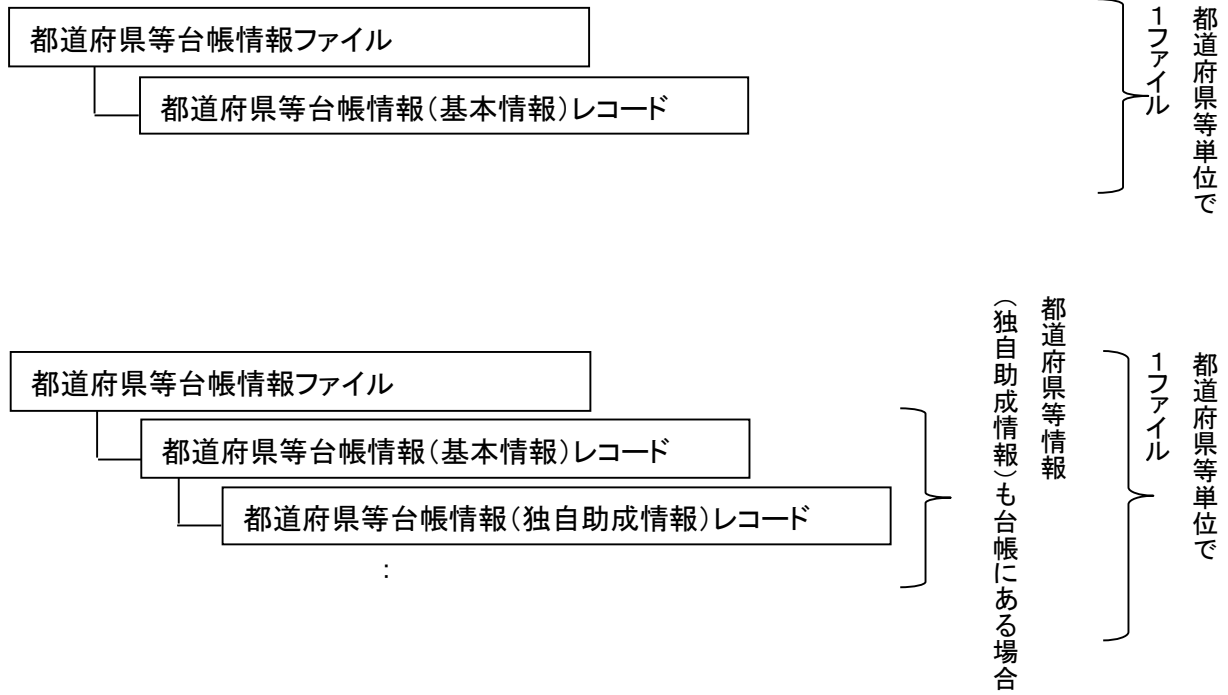 都道府県等台帳情報ファイル
都道府県等台帳情報(基本情報)レコード
都道府県等単位で
1ファイル
都道府県等台帳情報ファイル
都道府県等台帳情報(基本情報)レコード
都道府県等台帳情報(独自助成情報)レコード
:
都道府県等情報
(独自助成情報)も台帳にある場合
都道府県等単位で
1ファイル